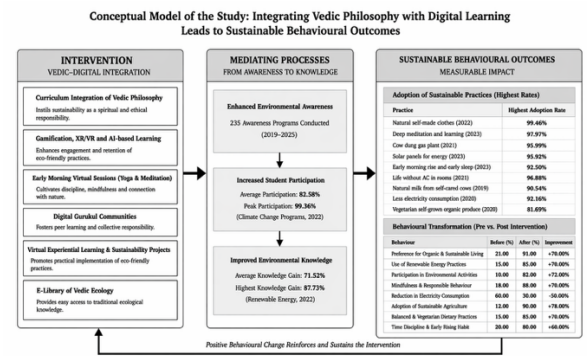 Conceptual Model of the Study: Integrating Vedic Philosophy with Digital Learning
Leads to Sustainable Behavioural Outcomes
INTERVENTION
VEDIC–DIGITAL INTEGRATION
Curriculum Integration of Vedic Philosophy
Instils sustainability as a spiritual and ethical
responsibility.
Gamification, XR/VR and AI-based Learning
Enhances engagement and retention
of eco-friendly practices.
Early Morning Virtual Sessions (Yoga & Meditation)
Cultivates discipline, mindfulness and connection
with nature.
Digital Gurukul Communities
Fosters peer learning and collective responsibility.
Virtual Experiential Learning & Sustainability Projects
Promotes practical implementation of eco-friendly
practices.
E-Library of Vedic Ecology
Provides easy access to traditional ecological
knowledge.
MEDIATING PROCESSES
FROM AWARENESS TO KNOWLEDGE
Enhanced Environmental Awareness
235 Awareness Programs Conducted
(2019–2025)
Increased Student Participation
Average Participation: 82.58%
Peak Participation: 99.36%
(Climate Change Programs, 2022)
Improved Environmental Knowledge
Average Knowledge Gain: 71.52%
Highest Knowledge Gain: 87.73%
(Renewable Energy, 2022)
SUSTAINABLE BEHAVIOURAL OUTCOMES
MEASURABLE IMPACT
Adoption of Sustainable Practices (Highest Rates)
Practice Highest Adoption Rate
Natural self-made clothes (2022) 99.46%
Deep meditation and learning (2023) 97.97%
Cow dung gas plant (2021) 95.99%
Solar panels for energy (2023) 95.92%
Early morning rise and early sleep (2023) 92.50%
Life without AC in rooms (2021) 96.88%
Natural milk from self-cared cows (2019) 90.54%
Less electricity consumption (2020) 92.16%
Vegetarian self-grown organic produce (2020) 81.69%
Behavioural Transformation (Pre vs. Post Intervention)
Behaviour Before (%) After (%) Improvement
Preference for Organic & Sustainable Living 21.00 91.00 +70.00%
Use of Renewable Energy Practices 15.00 85.00 +70.00%
Participation in Environmental Activities 10.00 82.00 +72.00%
Mindfulness & Responsible Behaviour 18.00 88.00 +70.00%
Reduction in Electricity Consumption 60.00 30.00 -50.00%
Adoption of Sustainable Agriculture 12.00 90.00 +78.00%
Balanced & Vegetarian Dietary Practices 15.00 85.00 +70.00%
Time Discipline & Early Rising Habit 20.00 80.00 +60.00%
Positive Behavioural Change Reinforces and Sustains the Intervention